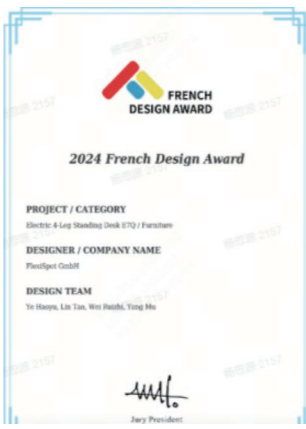 FRENCH
DESIGN AWARD
2024 French Design Award
PROJECT / CATEGORY
Electric 4-Leg Standing Desk E7Q / Furniture
DESIGNER / COMPANY NAME
FlexiSpot GmbH
DESIGN TEAM
Ye Haoyu, Lin Tao, Wei Ruizhi, Yang Mu
Jury President